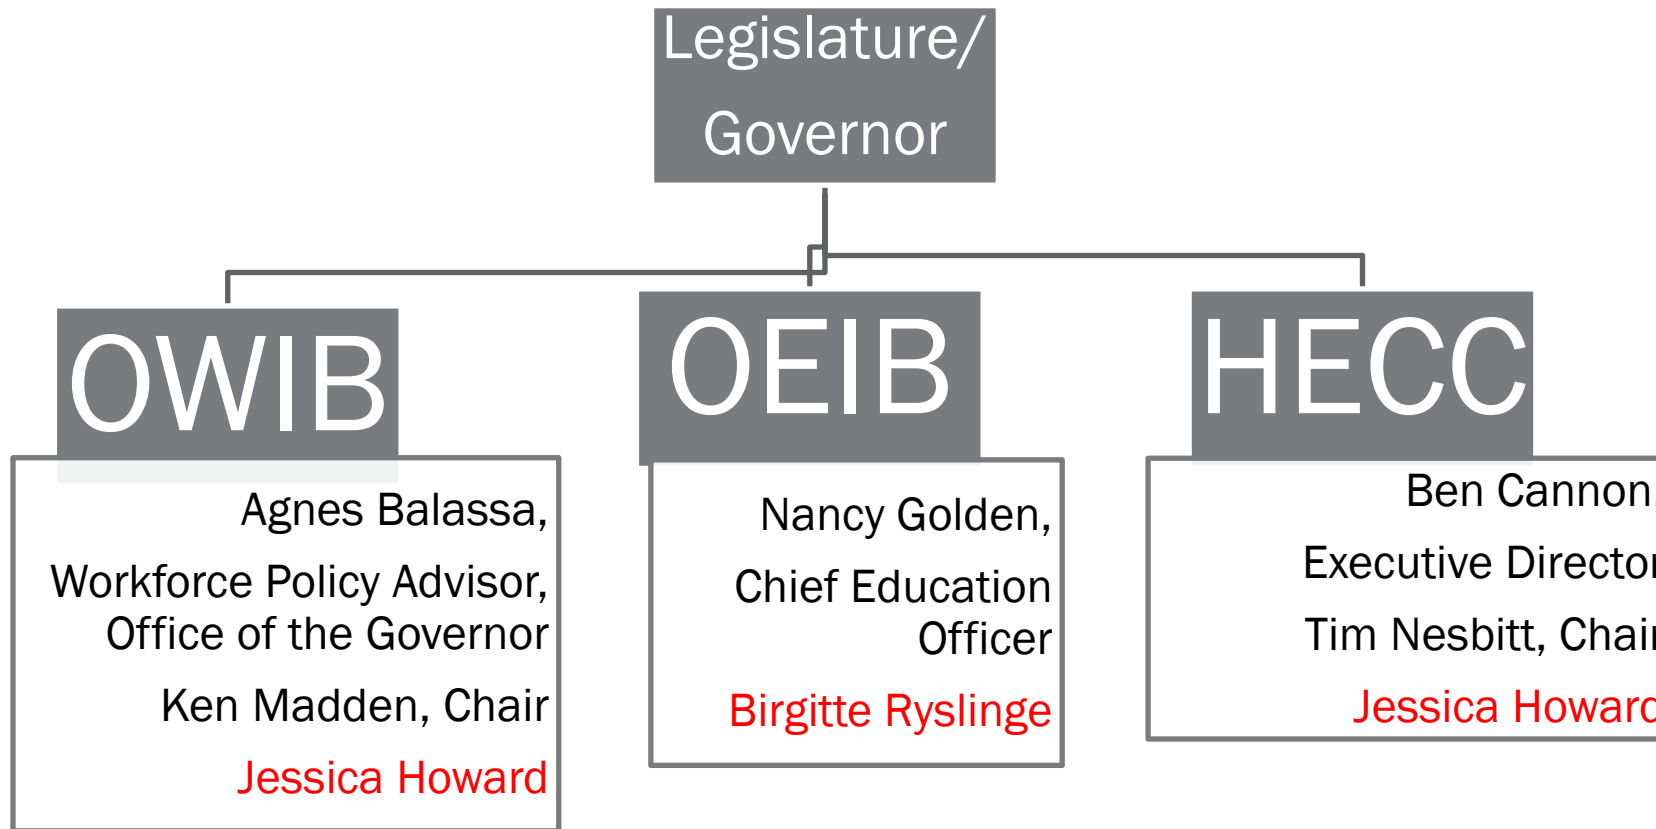 Legislature/
Governor
OWIB
Agnes Balassa,
Workforce Policy Advisor,
Office of the Governor
Ken Madden, Chair
Jessica Howard
OEIB
Nancy Golden,
Chief Education
Officer
Birgitte Ryslinge
HECC
Ben Cannon,
Executive Director
Tim Nesbitt, Chair
Jessica Howard